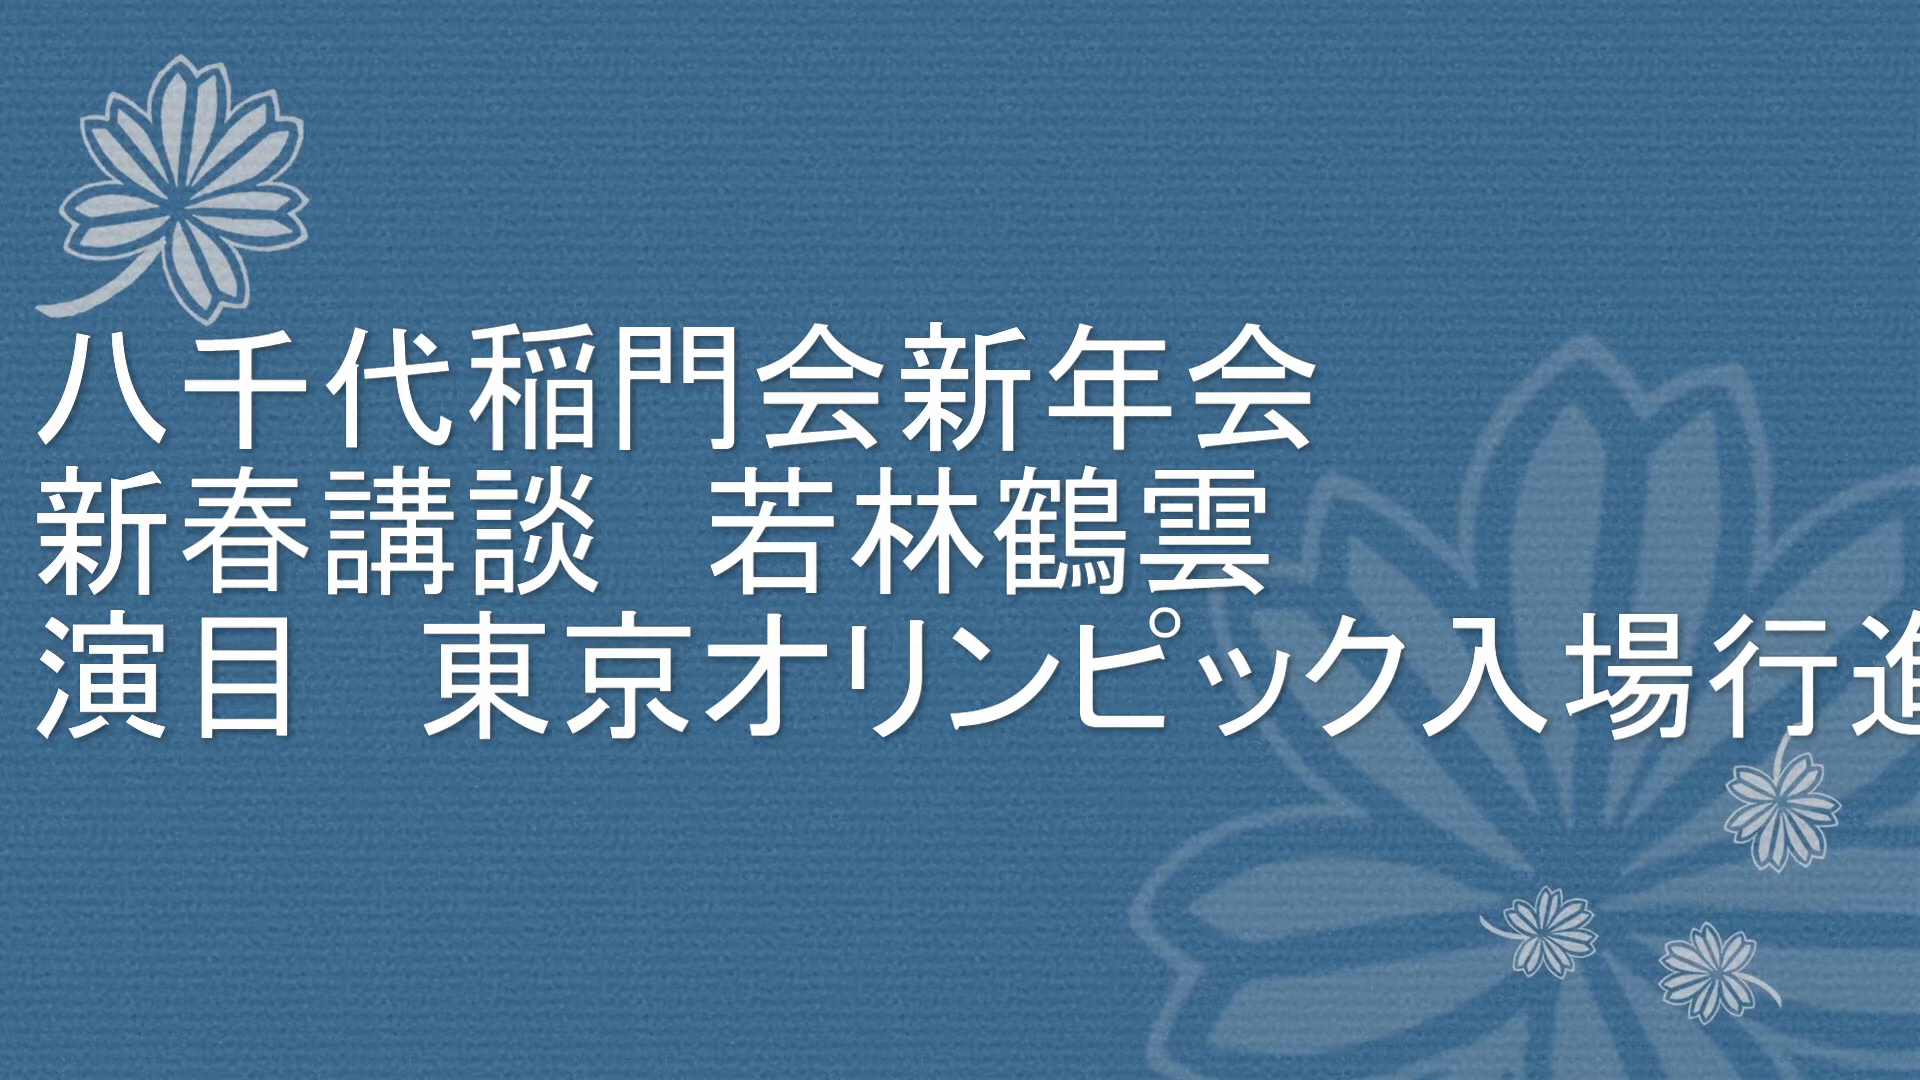 八千代稲門会新年会
新春講談　若林鶴雲
演目　東京オリンピック入場行進